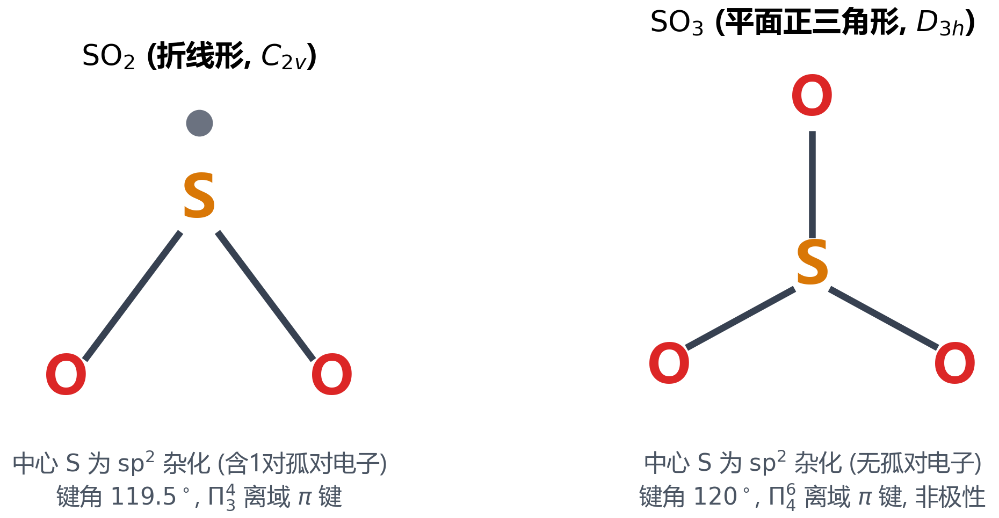 SO₂ (折线形, C₂ᵥ)
S
O O
中心 S 为 sp² 杂化 (含1对孤对电子)
键角 119.5°, Π₃⁴ 离域 π 键
SO₃ (平面正三角形, D₃ₕ)
O
S
O O
中心 S 为 sp² 杂化 (无孤对电子)
键角 120°, Π₄⁶ 离域 π 键, 非极性